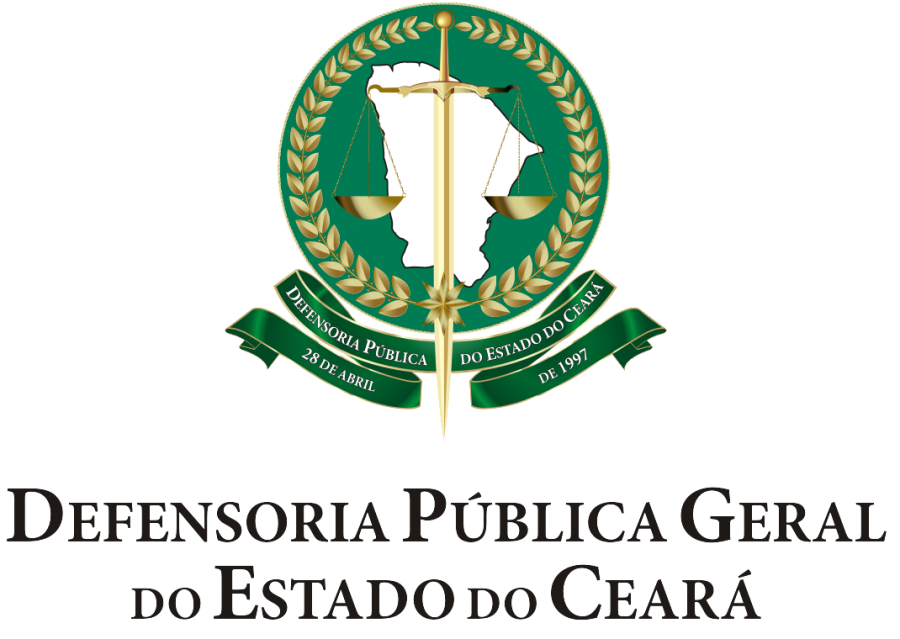 DEFENSORIA PÚBLICA DO ESTADO DO CEARÁ
28 DE ABRIL DE 1997
DEFENSORIA PÚBLICA GERAL
DO ESTADO DO CEARÁ